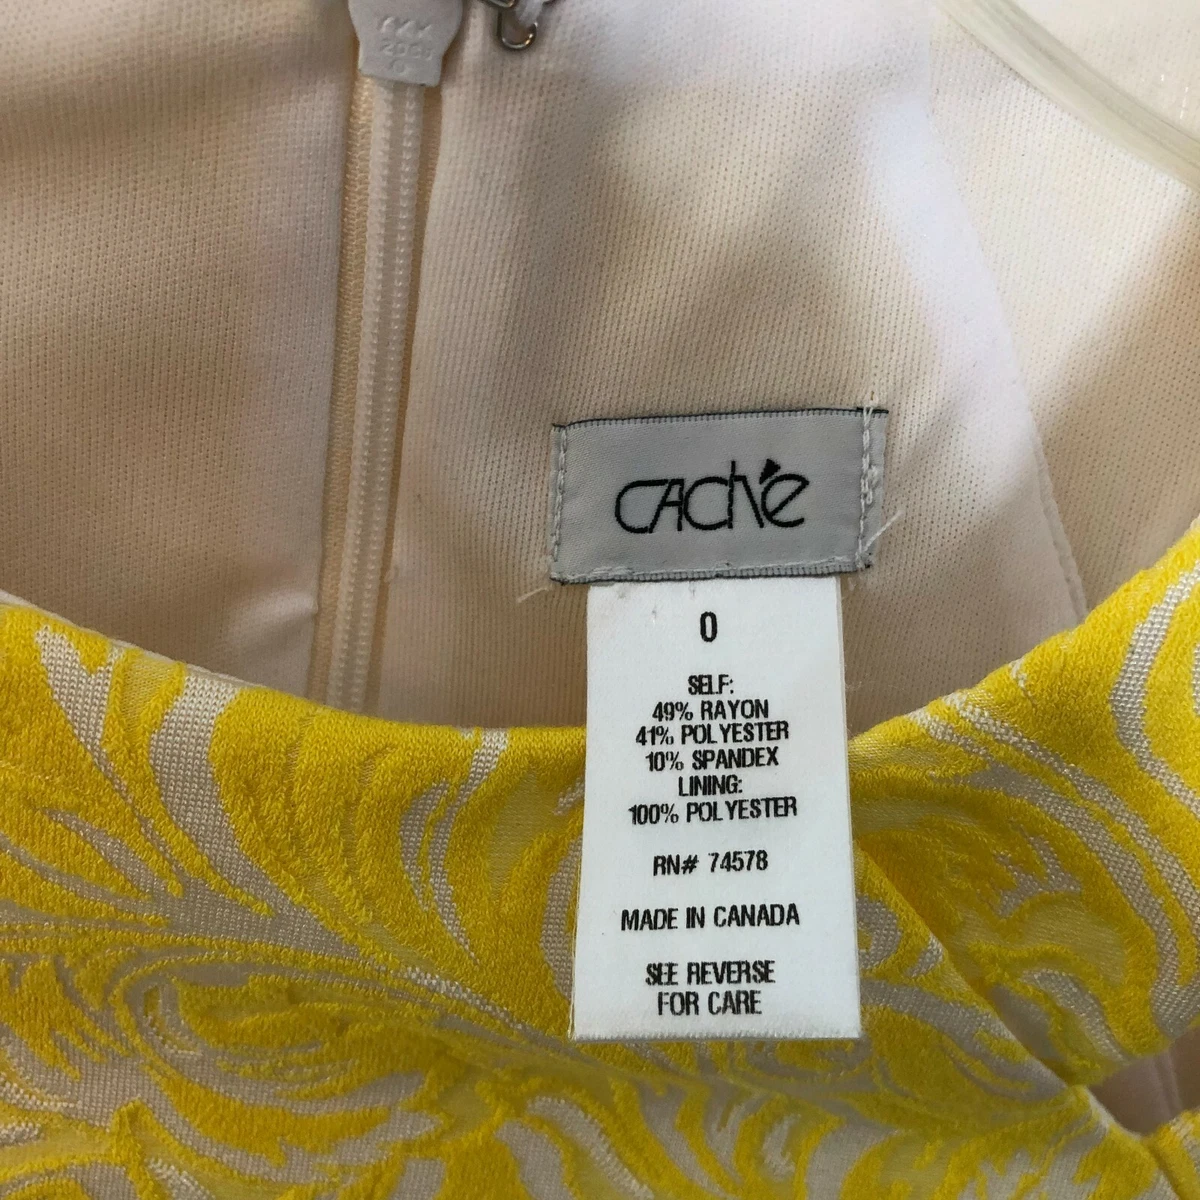 YKK
CACHÉ
0
SELF:
49% RAYON
41% POLYESTER
10% SPANDEX
LINING:
100% POLYESTER
RN# 74578
MADE IN CANADA
SEE REVERSE
FOR CARE